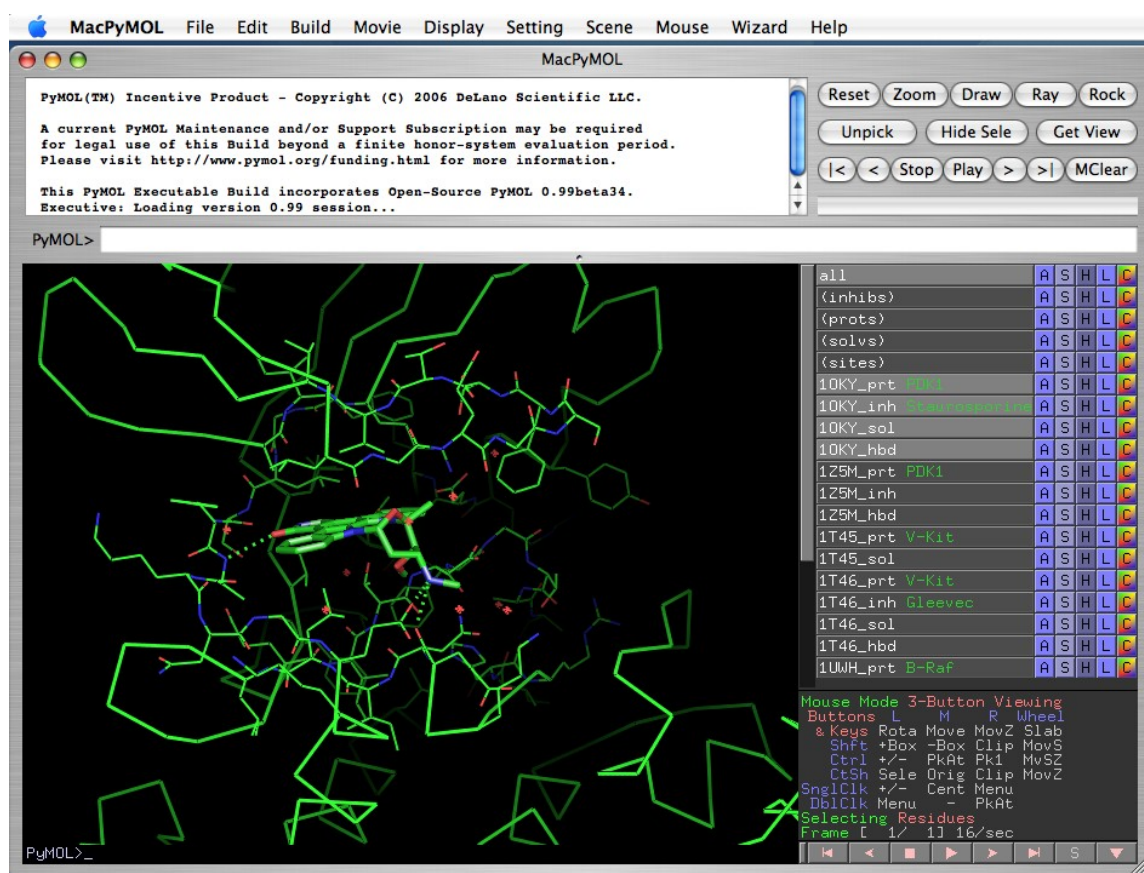 MacPyMOL File Edit Build Movie Display Setting Scene Mouse Wizard Help
MacPyMOL
PyMOL(TM) Incentive Product - Copyright (C) 2006 DeLano Scientific LLC.
A current PyMOL Maintenance and/or Support Subscription may be required
for legal use of this Build beyond a finite honor-system evaluation period.
Please visit http://www.pymol.org/funding.html for more information.
This PyMOL Executable Build incorporates Open-Source PyMOL 0.99beta34.
Executive: Loading version 0.99 session...
Reset Zoom Draw Ray Rock
Unpick Hide Sele Get View
|< < Stop Play > >| MClear
PyMOL>
all A S H L C
(inhibs) A S H L C
(prots) A S H L C
(solvs) A S H L C
(sites) A S H L C
1OKY_prt PDK1 A S H L C
1OKY_inh Staurosporine A S H L C
1OKY_sol A S H L C
1OKY_hbd A S H L C
1Z5M_prt PDK1 A S H L C
1Z5M_inh A S H L C
1Z5M_hbd A S H L C
1T45_prt V-Kit A S H L C
1T45_sol A S H L C
1T46_prt V-Kit A S H L C
1T46_inh Gleevec A S H L C
1T46_sol A S H L C
1T46_hbd A S H L C
1UWH_prt B-Raf A S H L C
Mouse Mode 3-Button Viewing
Buttons L M R Wheel
& Keys Rota Move MovZ Slab
Shft +Box -Box Clip MovS
Ctrl +/- PkAt Pk1 MvSZ
CtSh Sele Orig Clip MovZ
SnglClk +/- Cent Menu
DblClk Menu - PkAt
Selecting Residues
Frame [ 1/ 1] 16/sec
PyMOL>_
S